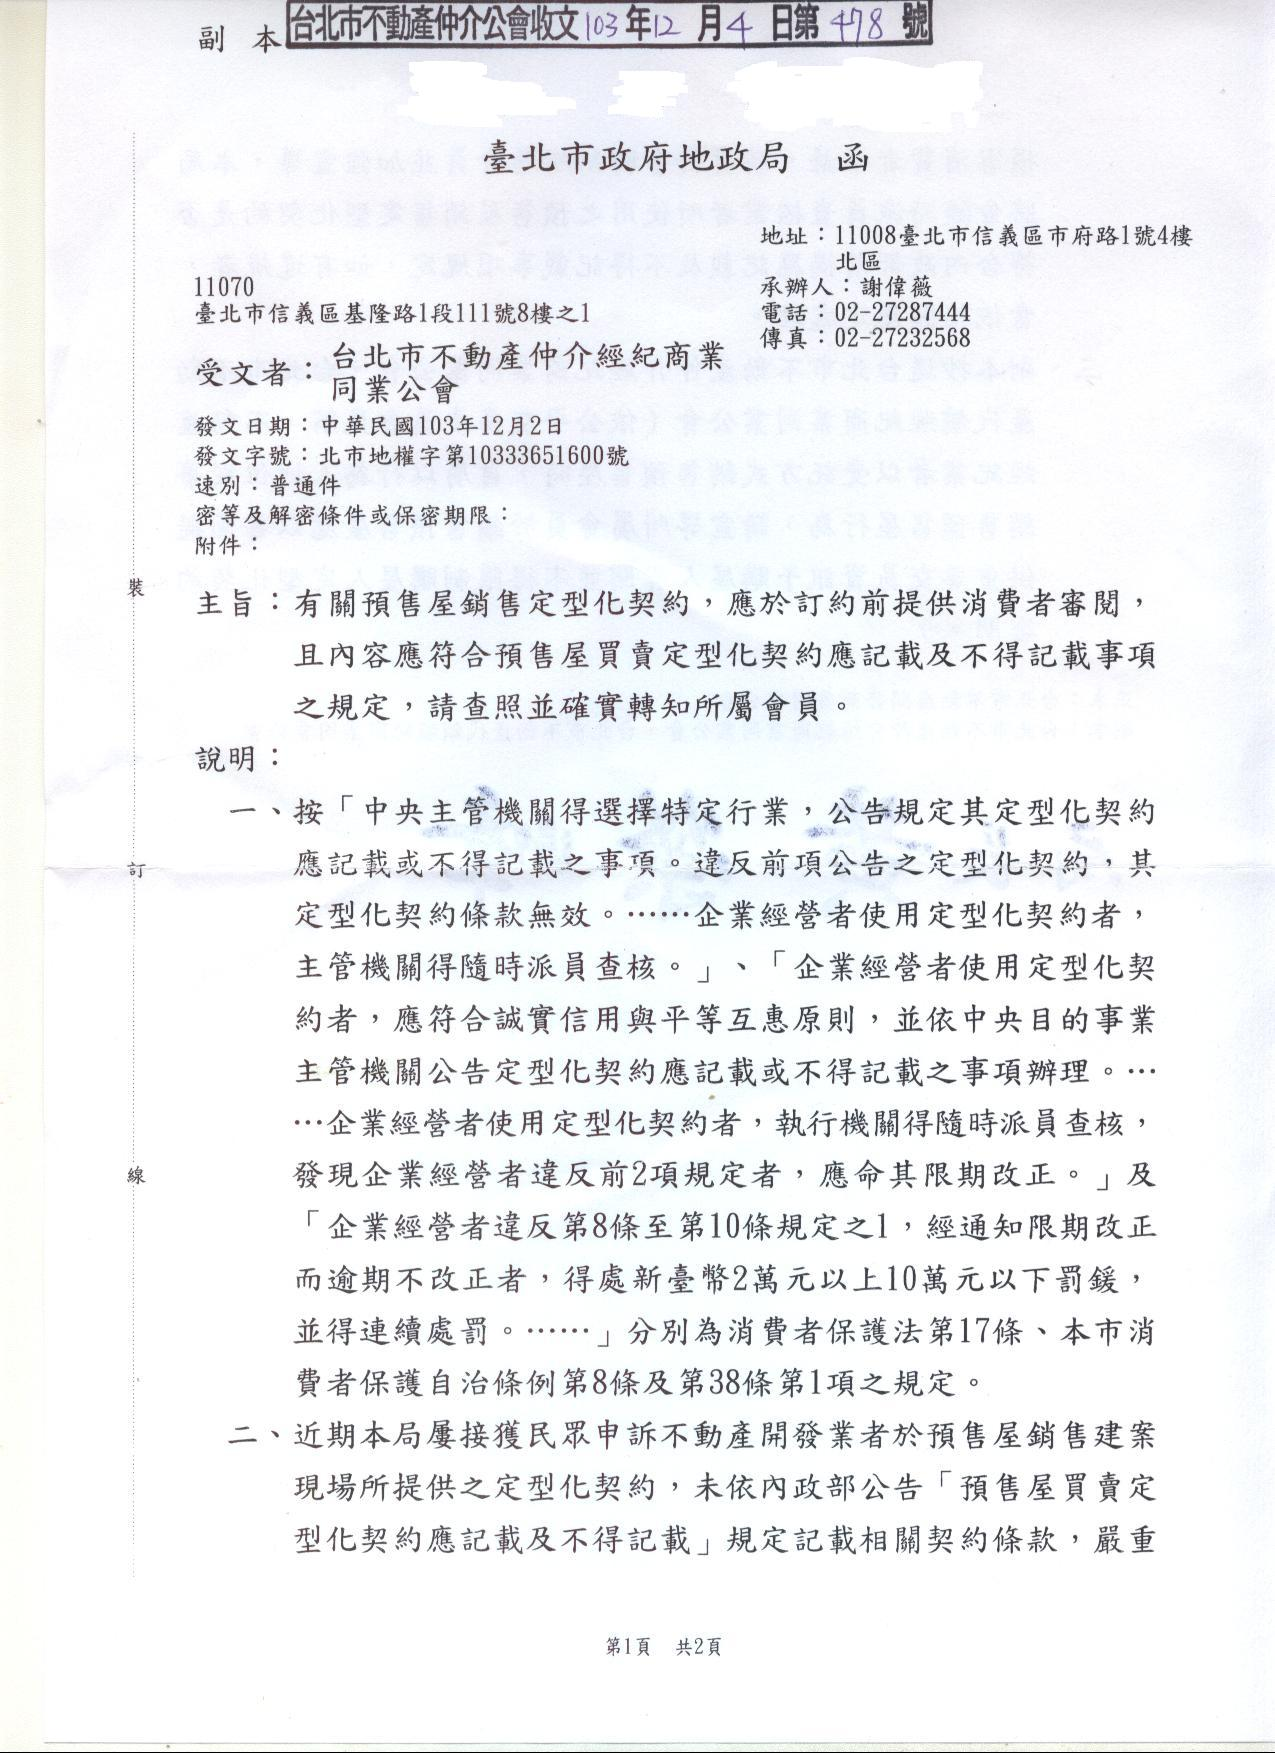 副 本
台北市不動產仲介公會收文103年12月4日第478號
臺北市政府地政局 函
地址：11008臺北市信義區市府路1號4樓
北區
承辦人：謝偉薇
電話：02-27287444
傳真：02-27232568
11070
臺北市信義區基隆路1段111號8樓之1
受文者：台北市不動產仲介經紀商業
同業公會
發文日期：中華民國103年12月2日
發文字號：北市地權字第10333651600號
速別：普通件
密等及解密條件或保密期限：
附件：
主旨：有關預售屋銷售定型化契約，應於訂約前提供消費者審閱，
且內容應符合預售屋買賣定型化契約應記載及不得記載事項
之規定，請查照並確實轉知所屬會員。
說明：
一、按「中央主管機關得選擇特定行業，公告規定其定型化契約
應記載或不得記載之事項。違反前項公告之定型化契約，其
定型化契約條款無效。……企業經營者使用定型化契約者，
主管機關得隨時派員查核。」、「企業經營者使用定型化契
約者，應符合誠實信用與平等互惠原則，並依中央目的事業
主管機關公告定型化契約應記載或不得記載之事項辦理。…
…企業經營者使用定型化契約者，執行機關得隨時派員查核，
發現企業經營者違反前2項規定者，應命其限期改正。」及
「企業經營者違反第8條至第10條規定之1，經通知限期改正
而逾期不改正者，得處新臺幣2萬元以上10萬元以下罰鍰，
並得連續處罰。……」分別為消費者保護法第17條、本市消
費者保護自治條例第8條及第38條第1項之規定。
二、近期本局屢接獲民眾申訴不動產開發業者於預售屋銷售建案
現場所提供之定型化契約，未依內政部公告「預售屋買賣定
型化契約應記載及不得記載」規定記載相關契約條款，嚴重
裝
訂
線
第1頁 共2頁